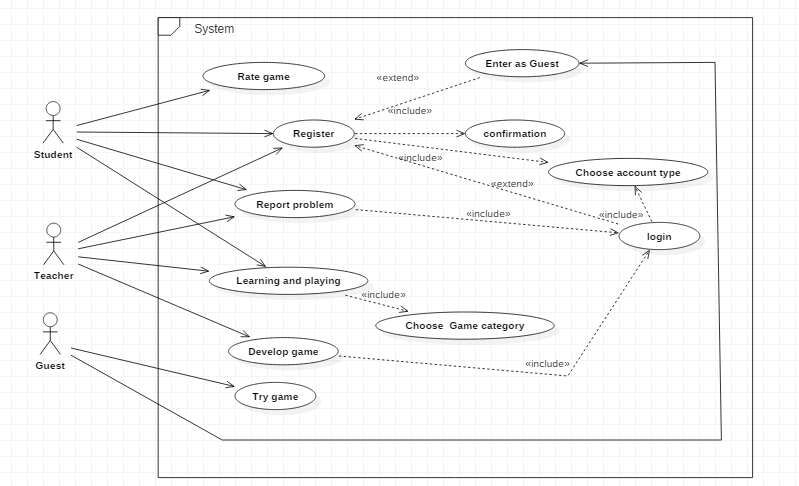 System
Enter as Guest
Rate game
«extend»
«include»
Register
confirmation
Student
«include»
Choose account type
«extend»
Report problem
«include»
«include»
login
Teacher
Learning and playing
«include»
Choose  Game category
Guest
Develop game
«include»
Try game